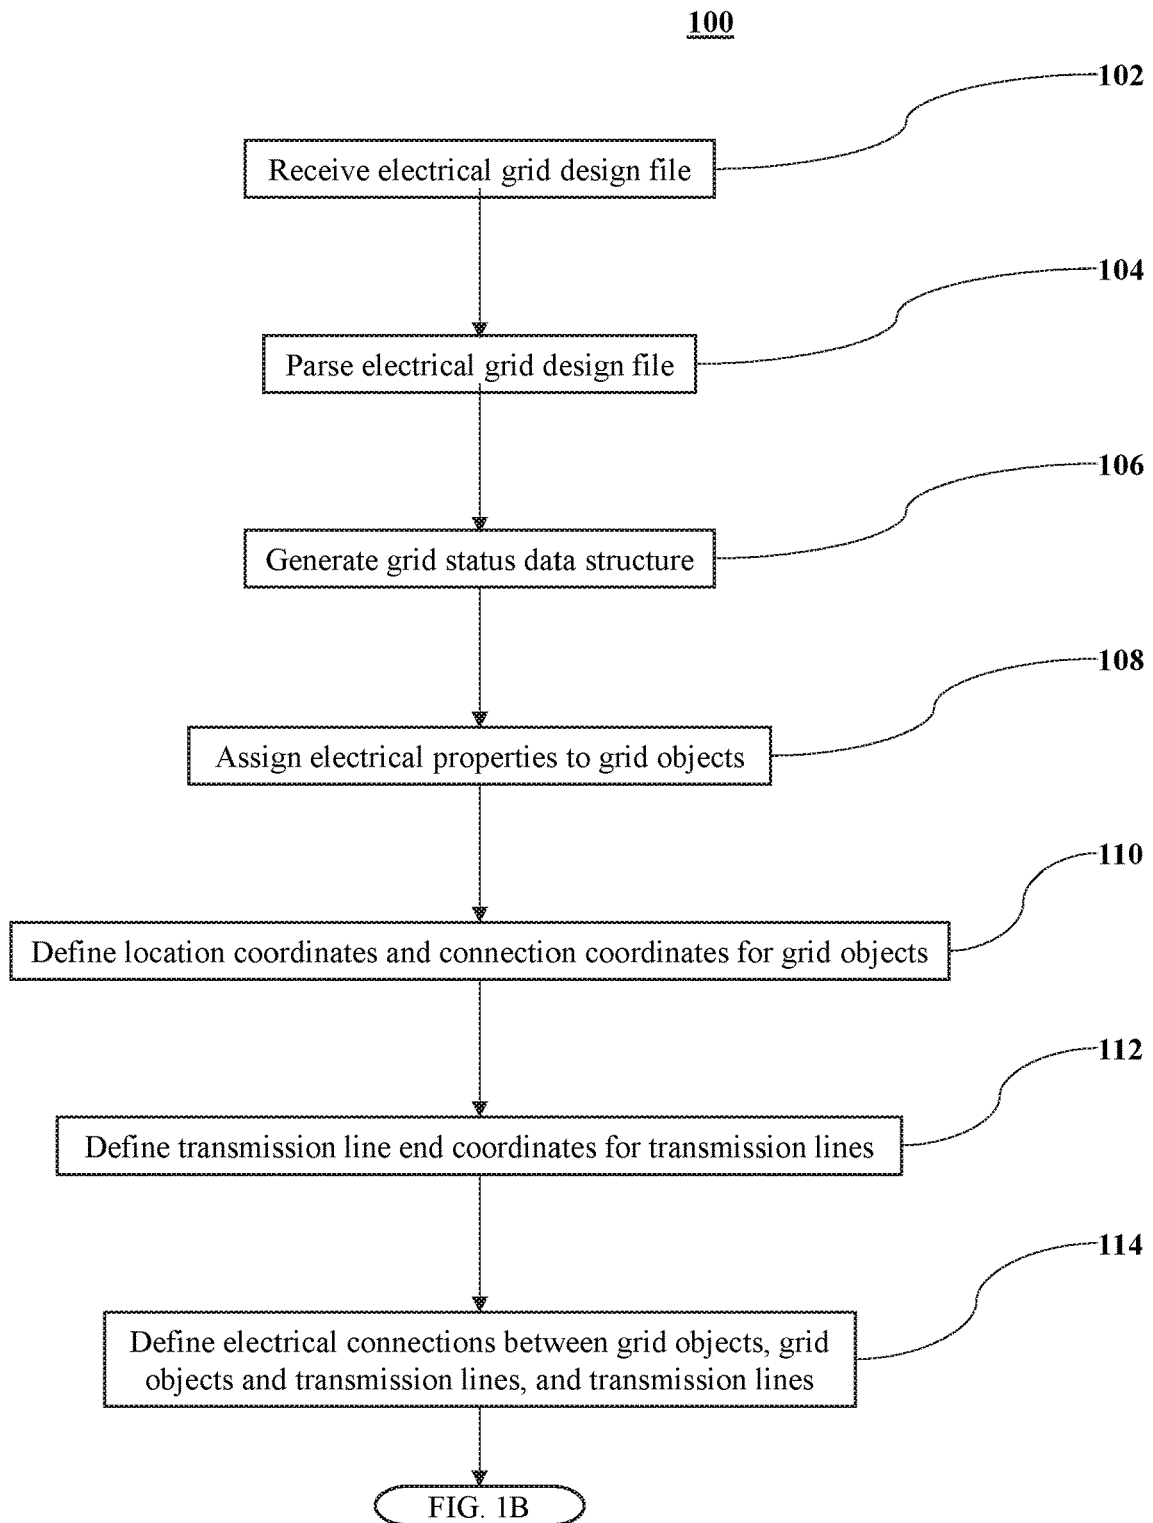 100
102
Receive electrical grid design file
104
Parse electrical grid design file
106
Generate grid status data structure
108
Assign electrical properties to grid objects
110
Define location coordinates and connection coordinates for grid objects
112
Define transmission line end coordinates for transmission lines
114
Define electrical connections between grid objects, grid
objects and transmission lines, and transmission lines
FIG. 1B